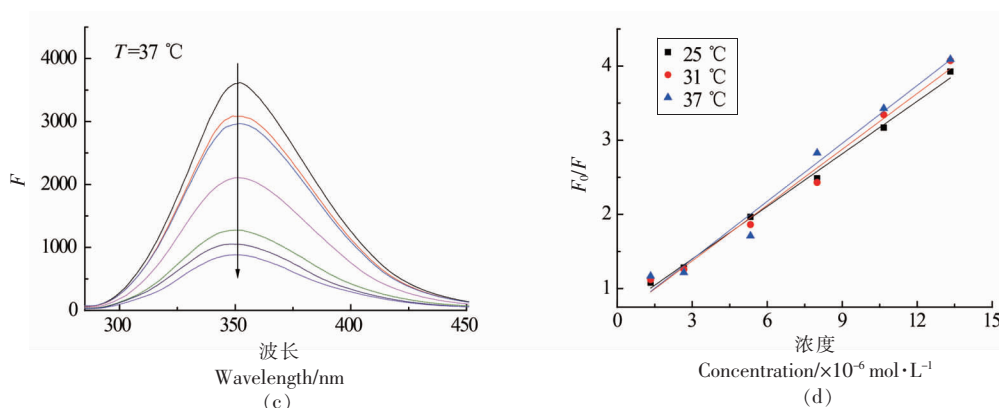 T=37 ℃
4000
3000
2000
1000
0
F
300
350
400
450
波长
Wavelength/nm
(c)
25 ℃
31 ℃
37 ℃
4
3
2
1
F₀/F
0
3
6
9
12
15
浓度
Concentration/×10⁻⁶ mol·L⁻¹
(d)